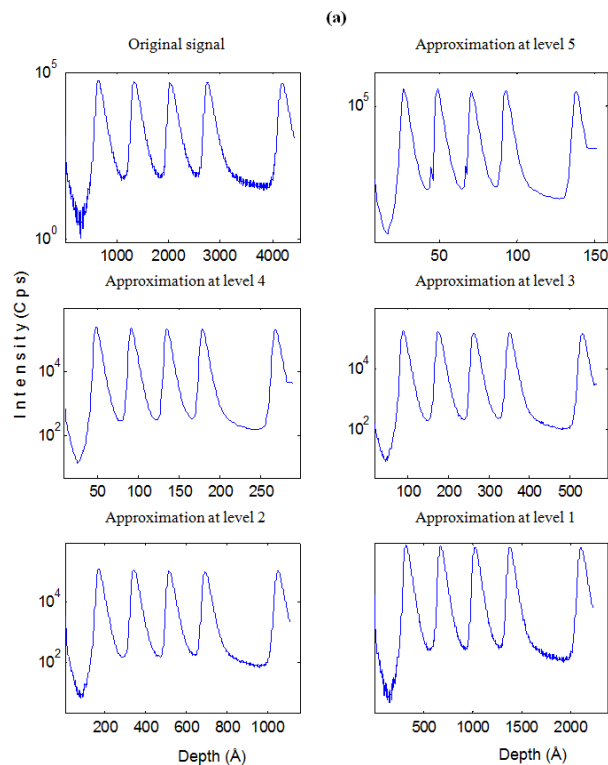 (a)
Original signal
Approximation at level 5
10^5
10^0
1000 2000 3000 4000
10^5
50 100 150
Approximation at level 4
Approximation at level 3
Intensity (Cps)
10^4
10^2
50 100 150 200 250
10^4
10^2
100 200 300 400 500
Approximation at level 2
Approximation at level 1
10^4
10^2
200 400 600 800 1000
500 1000 1500 2000
Depth (Å)
Depth (Å)